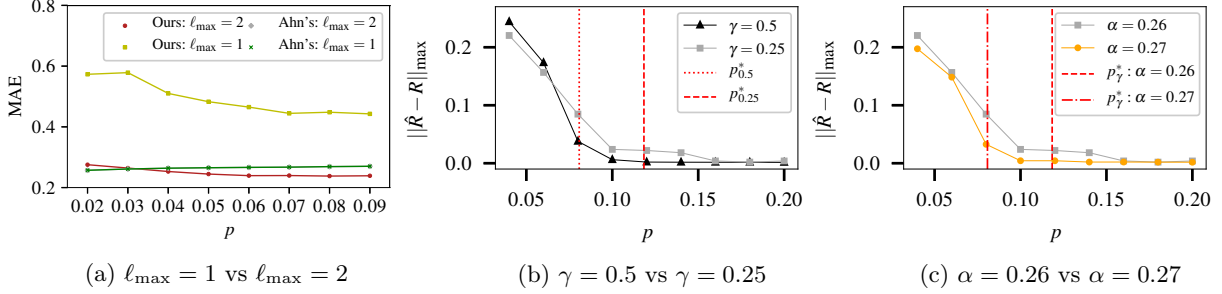 Ours: ℓmax = 2
Ahn's: ℓmax = 2
Ours: ℓmax = 1
Ahn's: ℓmax = 1
MAE
0.8
0.6
0.4
0.2
0.02 0.03 0.04 0.05 0.06 0.07 0.08 0.09
p
(a) ℓmax = 1 vs ℓmax = 2
γ = 0.5
γ = 0.25
p*0.5
p*0.25
||R̂ − R||max
0.2
0.1
0.0
0.05 0.10 0.15 0.20
p
(b) γ = 0.5 vs γ = 0.25
α = 0.26
α = 0.27
p*γ : α = 0.26
p*γ : α = 0.27
||R̂ − R||max
0.2
0.1
0.0
0.05 0.10 0.15 0.20
p
(c) α = 0.26 vs α = 0.27